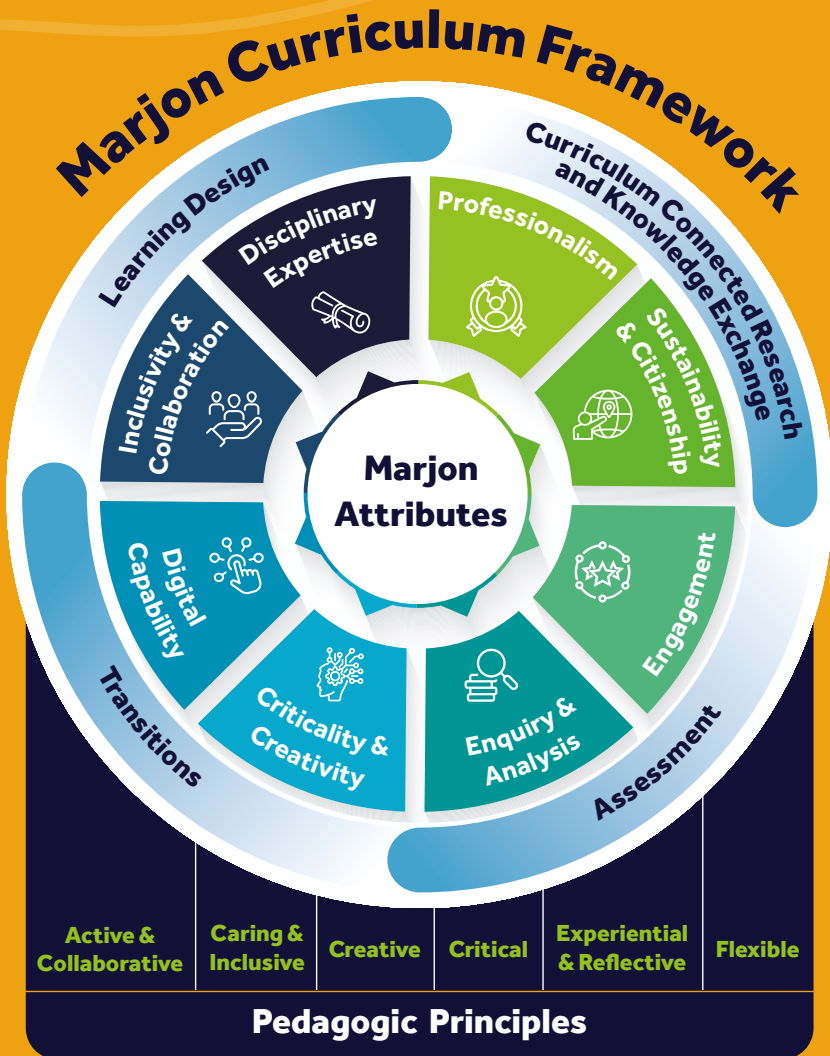 Marjon Curriculum Framework
Learning Design
Curriculum Connected Research
and Knowledge Exchange
Disciplinary
Expertise
Professionalism
Sustainability
& Citizenship
Engagement
Enquiry &
Analysis
Criticality &
Creativity
Digital
Capability
Inclusivity &
Collaboration
Marjon
Attributes
Transitions
Assessment
Active &
Collaborative
Caring &
Inclusive
Creative
Critical
Experiential
& Reflective
Flexible
Pedagogic Principles